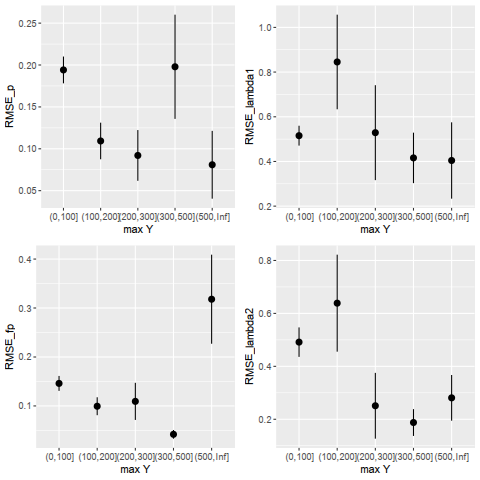 RMSE_p
0.25
0.20
0.15
0.10
0.05
(0,100] (100,200] (200,300] (300,500] (500,Inf]
max Y
RMSE_lambda1
1.0
0.8
0.6
0.4
0.2
(0,100] (100,200] (200,300] (300,500] (500,Inf]
max Y
RMSE_fp
0.4
0.3
0.2
0.1
(0,100] (100,200] (200,300] (300,500] (500,Inf]
max Y
RMSE_lambda2
0.8
0.6
0.4
0.2
(0,100] (100,200] (200,300] (300,500] (500,Inf]
max Y